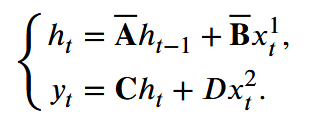 h_t = \overline{A}h_{t-1} + \overline{B}x_t^1,
y_t = Ch_t + Dx_t^2.